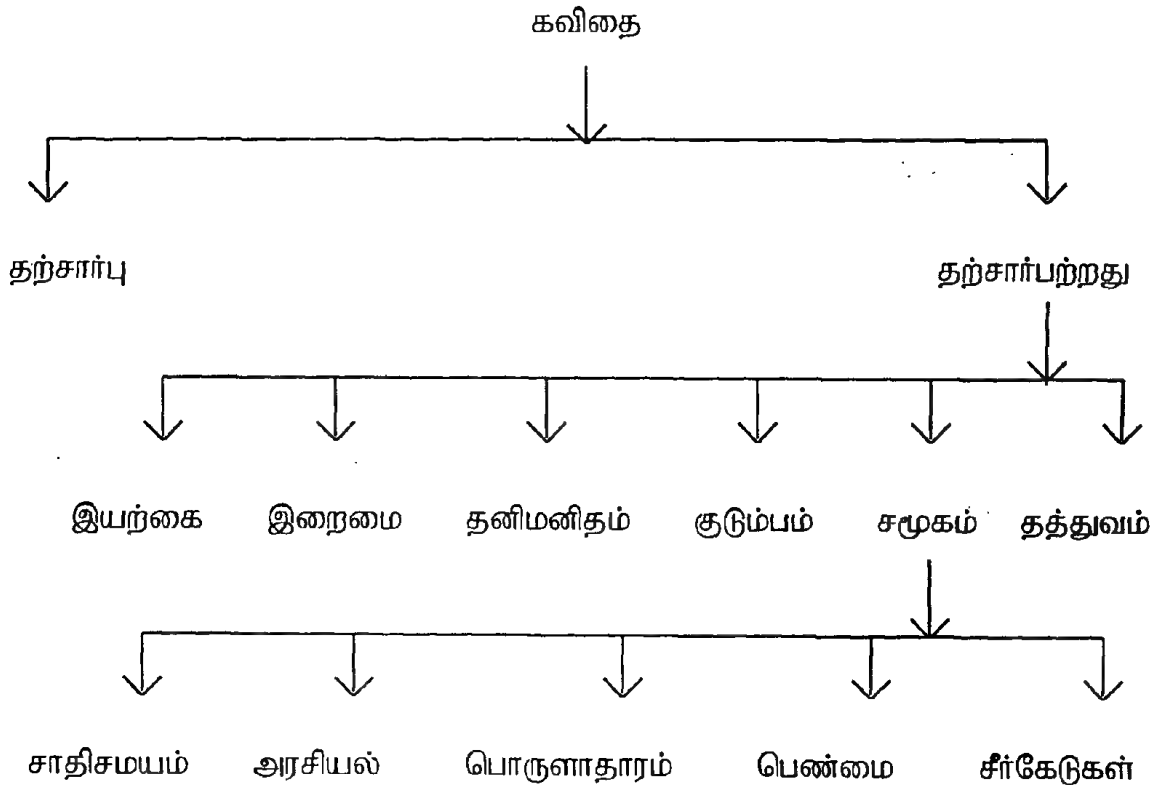 கவிதை
தற்சார்பு தற்சார்பற்றது
இயற்கை இறைமை தனிமனிதம் குடும்பம் சமூகம் தத்துவம்
சாதிசமயம் அரசியல் பொருளாதாரம் பெண்மை சீர்கேடுகள்